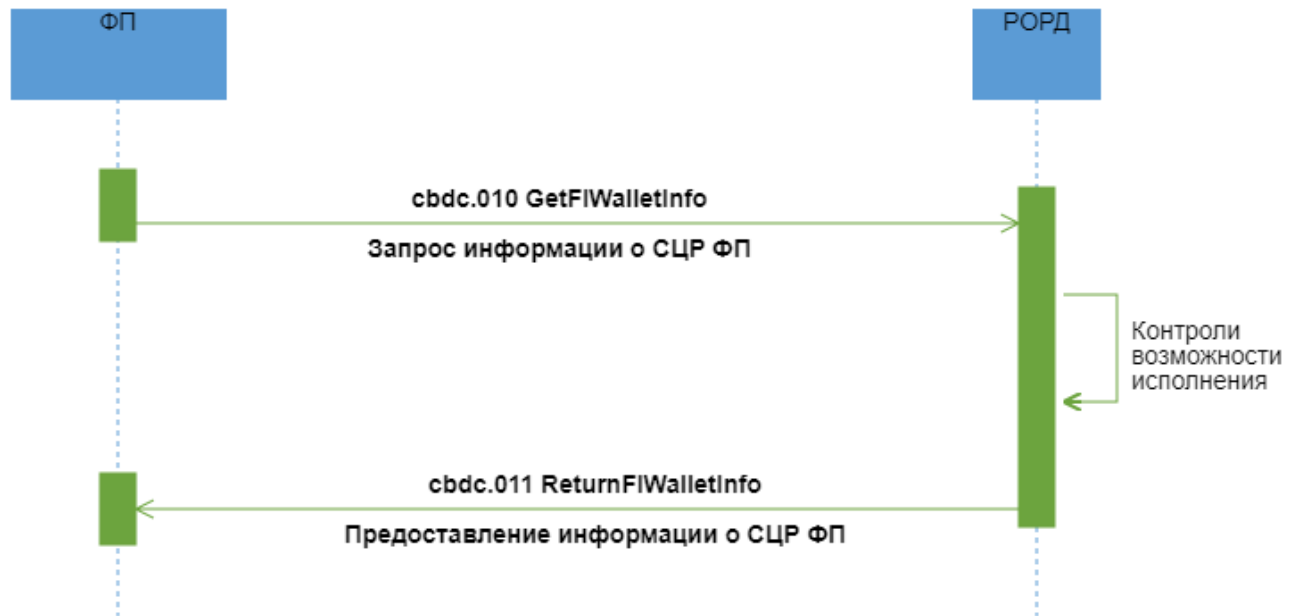 ФП
РОРД
cbdc.010 GetFIWalletInfo
Запрос информации о СЦР ФП
Контроли
возможности
исполнения
cbdc.011 ReturnFIWalletInfo
Предоставление информации о СЦР ФП